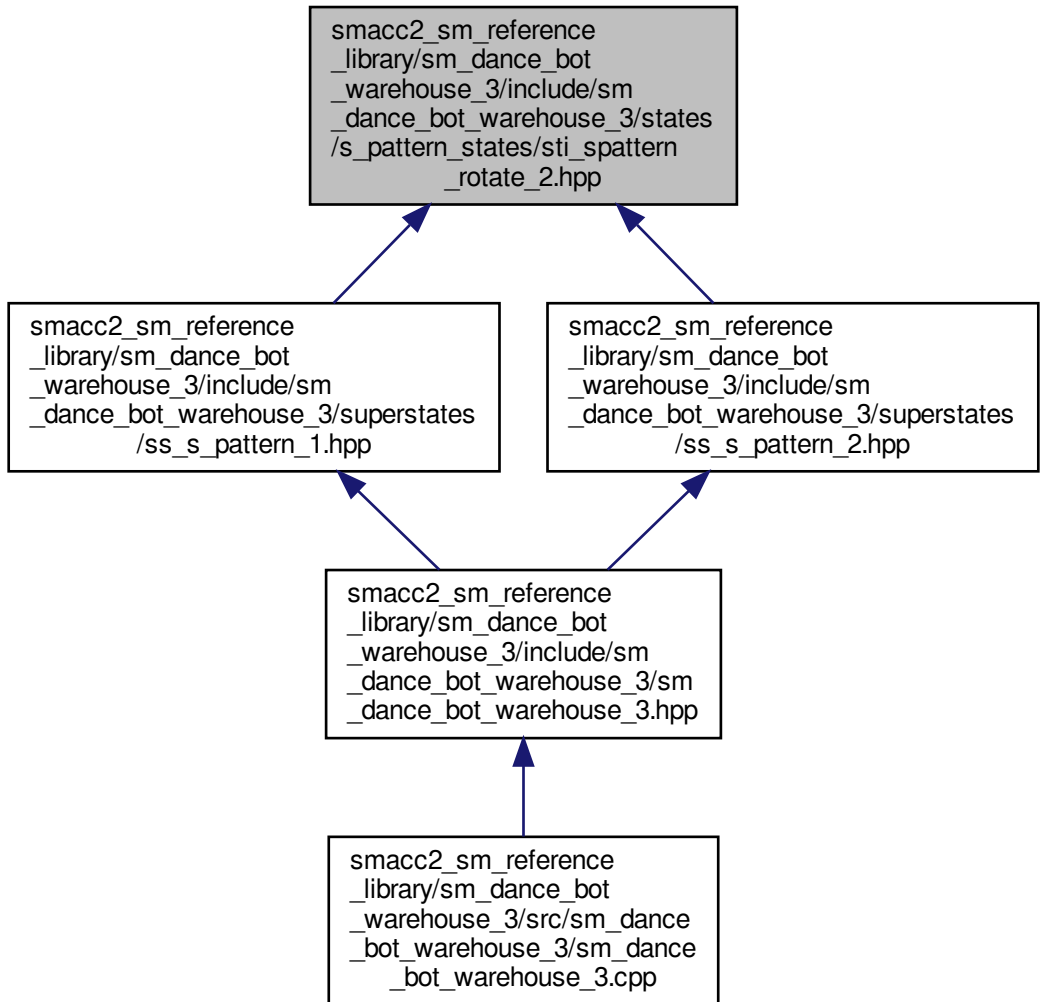 smacc2_sm_reference
_library/sm_dance_bot
_warehouse_3/include/sm
_dance_bot_warehouse_3/states
/s_pattern_states/sti_spattern
_rotate_2.hpp
smacc2_sm_reference
_library/sm_dance_bot
_warehouse_3/include/sm
_dance_bot_warehouse_3/superstates
/ss_s_pattern_1.hpp
smacc2_sm_reference
_library/sm_dance_bot
_warehouse_3/include/sm
_dance_bot_warehouse_3/superstates
/ss_s_pattern_2.hpp
smacc2_sm_reference
_library/sm_dance_bot
_warehouse_3/include/sm
_dance_bot_warehouse_3/sm
_dance_bot_warehouse_3.hpp
smacc2_sm_reference
_library/sm_dance_bot
_warehouse_3/src/sm_dance
_bot_warehouse_3/sm_dance
_bot_warehouse_3.cpp